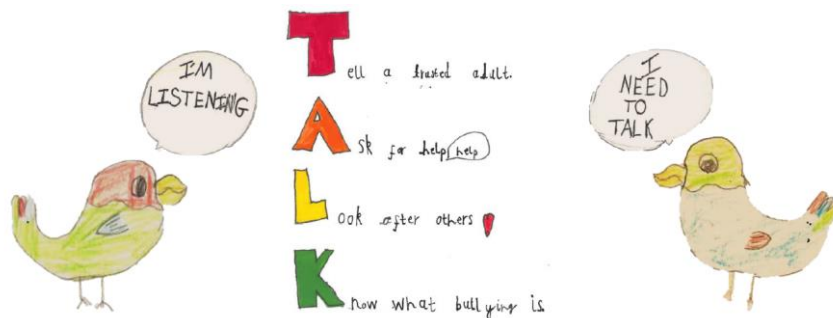 I'M
LISTENING
Tell a trusted adult.
Ask for help help
Look after others
Know what bullying is
I
NEED
TO
TALK